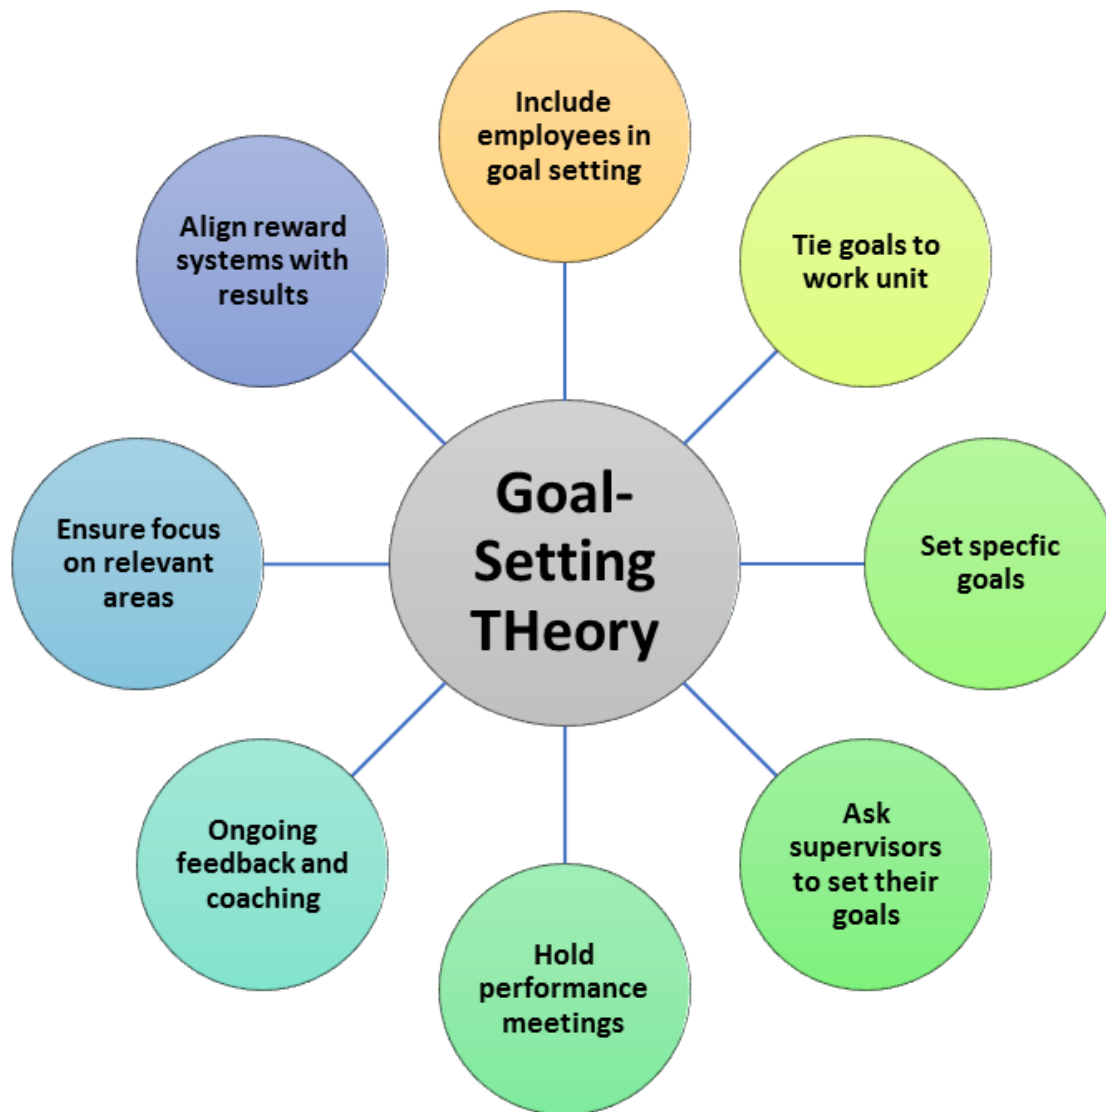 Include
employees in
goal setting
Tie goals to
work unit
Set specfic
goals
Ask
supervisors
to set their
goals
Hold
performance
meetings
Ongoing
feedback and
coaching
Ensure focus
on relevant
areas
Align reward
systems with
results
Goal-
Setting
THeory